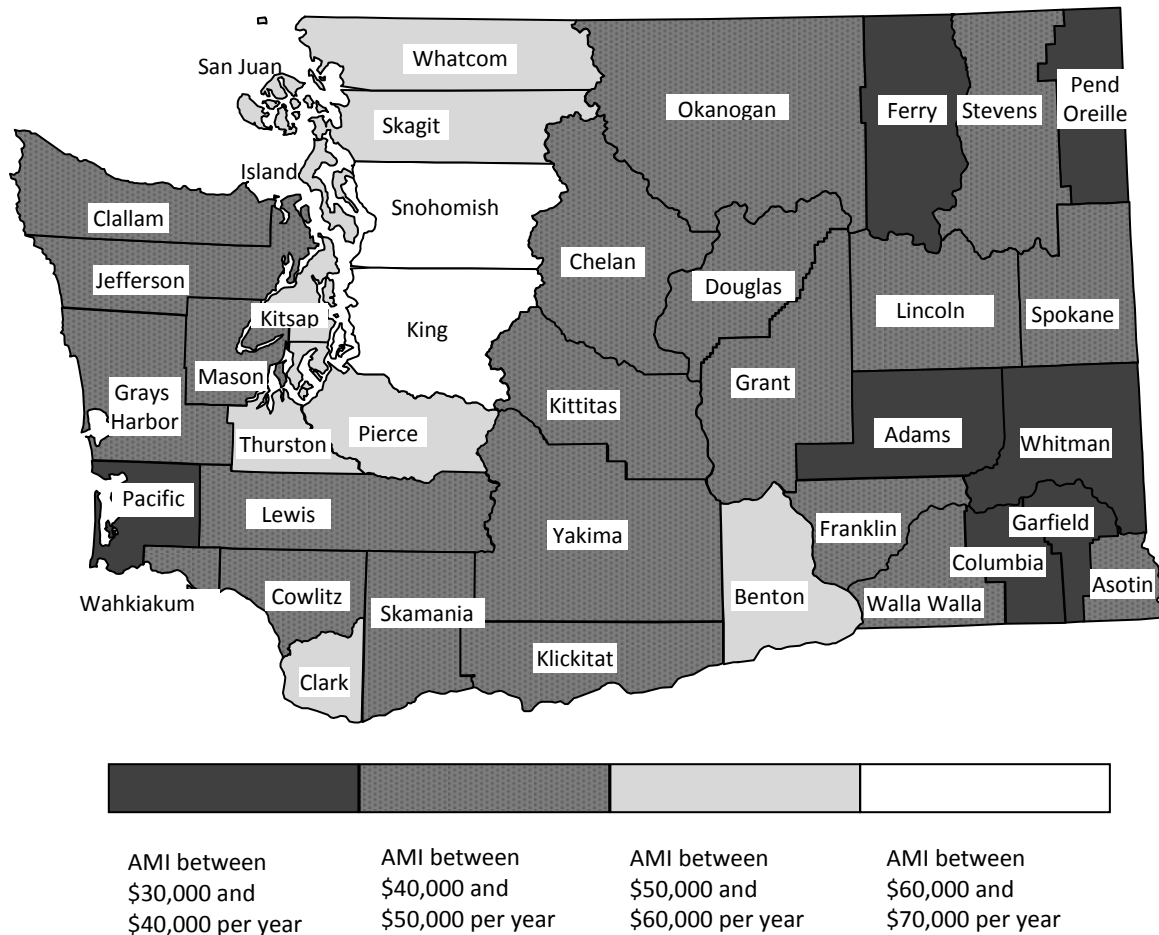 Whatcom
San Juan
Skagit
Okanogan
Ferry
Stevens
Pend
Oreille
Island
Snohomish
Clallam
Chelan
Jefferson
Douglas
Kitsap
King
Lincoln
Spokane
Mason
Grant
Grays
Harbor
Kittitas
Thurston
Pierce
Adams
Whitman
Pacific
Lewis
Yakima
Franklin
Garfield
Columbia
Asotin
Wahkiakum
Cowlitz
Skamania
Benton
Walla Walla
Klickitat
Clark
AMI between
$30,000 and
$40,000 per year
AMI between
$40,000 and
$50,000 per year
AMI between
$50,000 and
$60,000 per year
AMI between
$60,000 and
$70,000 per year